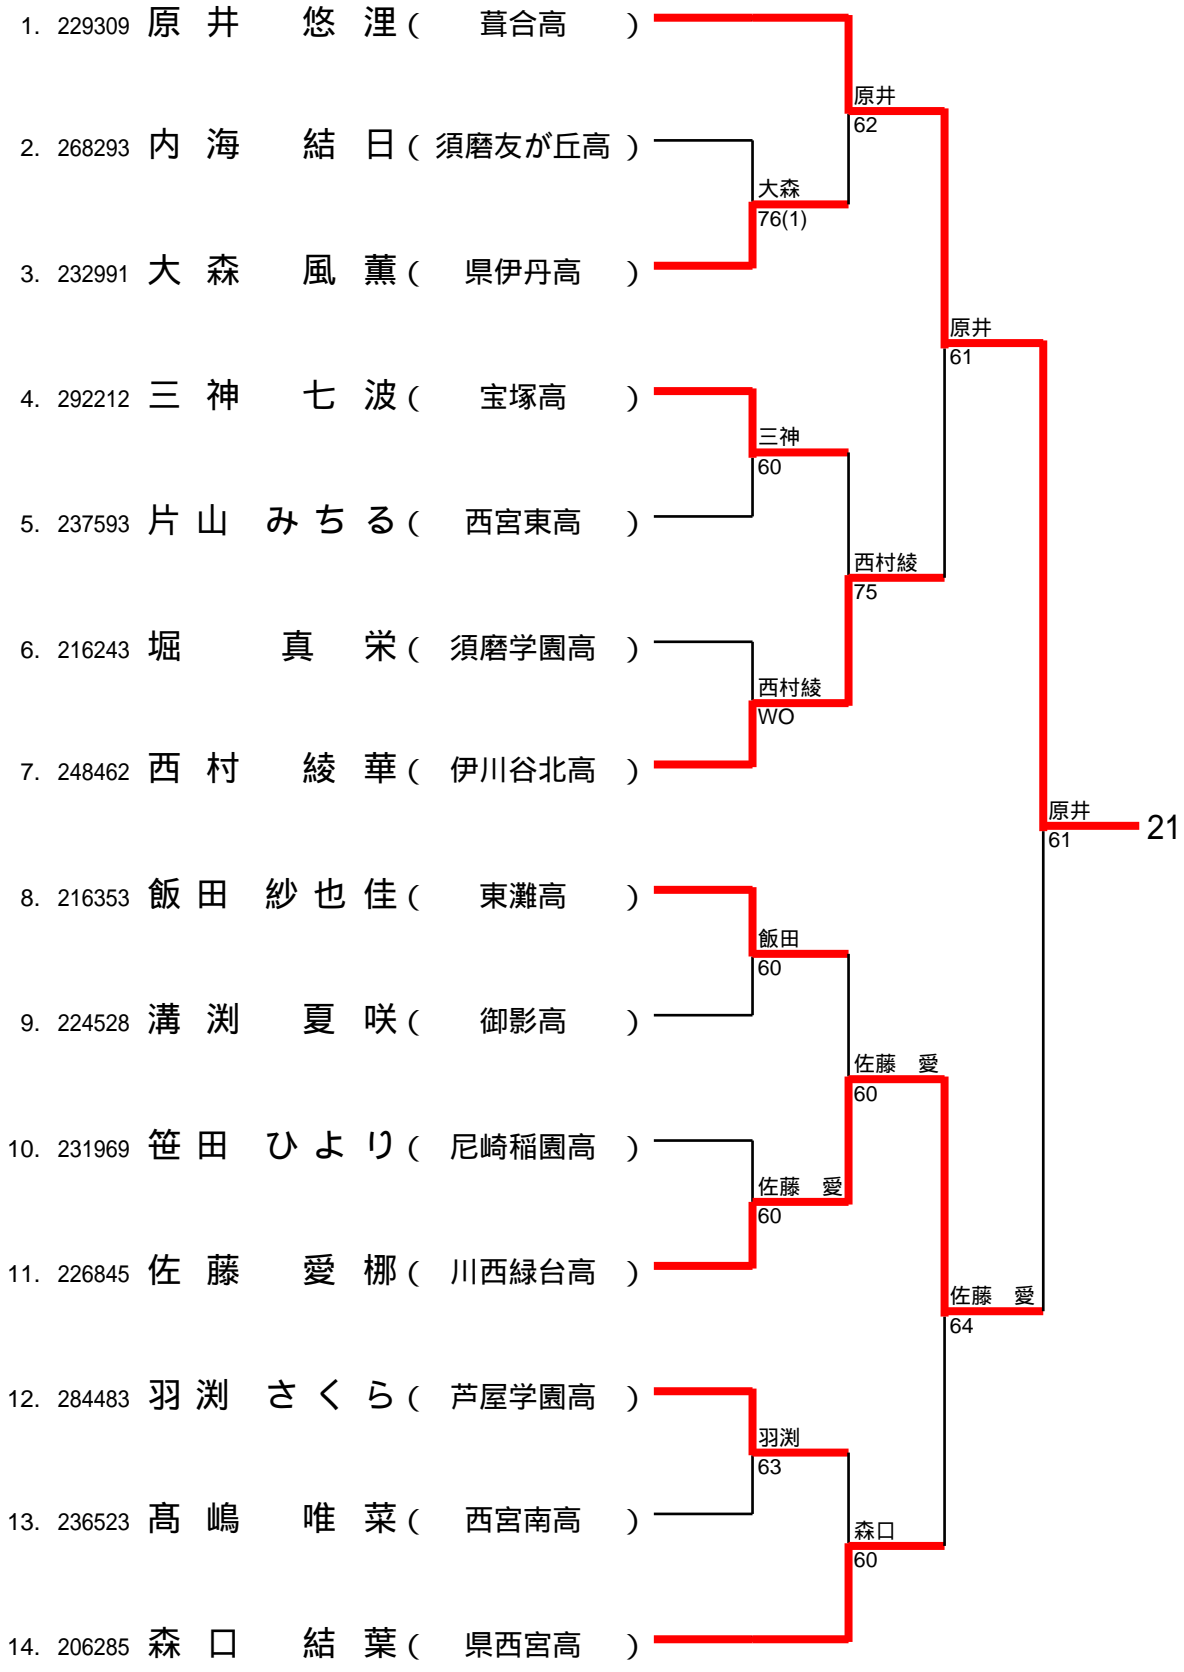 1. 229309 原 井 悠 浬 ( 葺合高 )
原井
62
2. 268293 内 海 結 日 ( 須磨友が丘高 )
大森
76(1)
3. 232991 大 森 風 薫 ( 県伊丹高 )
原井
61
4. 292212 三 神 七 波 ( 宝塚高 )
三神
60
5. 237593 片 山 み ち る ( 西宮東高 )
西村綾
75
6. 216243 堀 真 栄 ( 須磨学園高 )
西村綾
WO
7. 248462 西 村 綾 華 ( 伊川谷北高 )
原井
61
21
8. 216353 飯 田 紗 也 佳 ( 東灘高 )
飯田
60
9. 224528 溝 渕 夏 咲 ( 御影高 )
佐藤 愛
60
10. 231969 笹 田 ひ よ り ( 尼崎稲園高 )
佐藤 愛
60
11. 226845 佐 藤 愛 梛 ( 川西緑台高 )
佐藤 愛
64
12. 284483 羽 渕 さ く ら ( 芦屋学園高 )
羽渕
63
13. 236523 髙 嶋 唯 菜 ( 西宮南高 )
森口
60
14. 206285 森 口 結 葉 ( 県西宮高 )